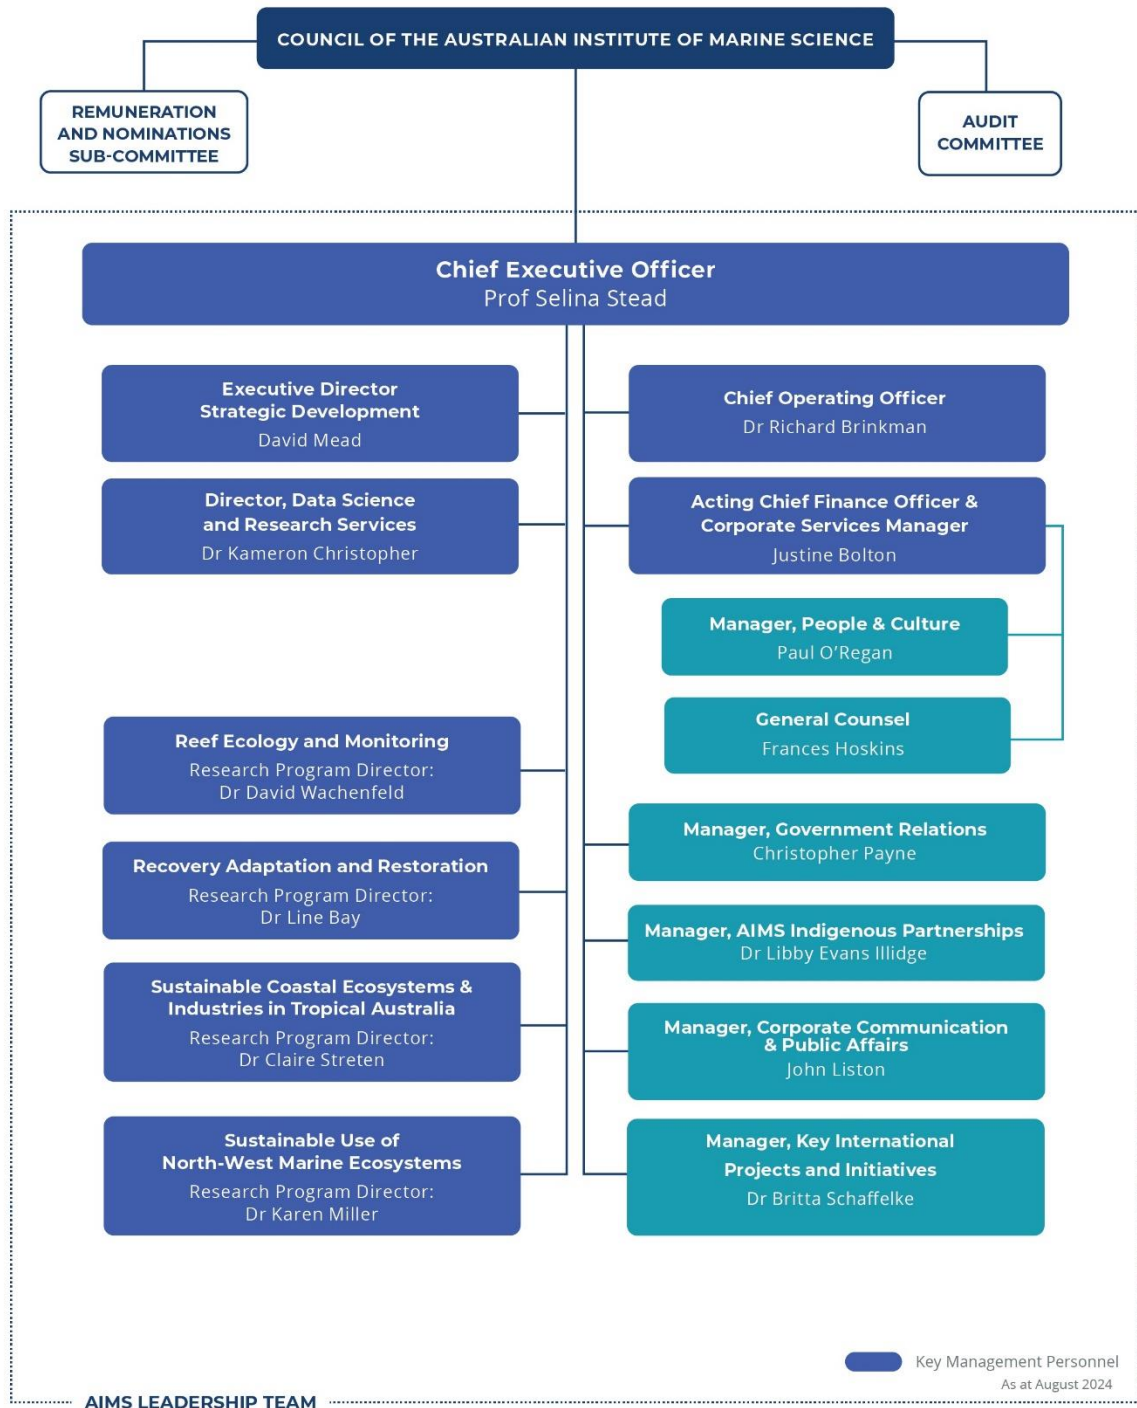 COUNCIL OF THE AUSTRALIAN INSTITUTE OF MARINE SCIENCE
REMUNERATION
AND NOMINATIONS
SUB-COMMITTEE
AUDIT
COMMITTEE
Chief Executive Officer
Prof Selina Stead
Executive Director
Strategic Development
David Mead
Director, Data Science
and Research Services
Dr Kameron Christopher
Reef Ecology and Monitoring
Research Program Director:
Dr David Wachenfeld
Recovery Adaptation and Restoration
Research Program Director:
Dr Line Bay
Sustainable Coastal Ecosystems &
Industries in Tropical Australia
Research Program Director:
Dr Claire Streten
Sustainable Use of
North-West Marine Ecosystems
Research Program Director:
Dr Karen Miller
Chief Operating Officer
Dr Richard Brinkman
Acting Chief Finance Officer &
Corporate Services Manager
Justine Bolton
Manager, People & Culture
Paul O’Regan
General Counsel
Frances Hoskins
Manager, Government Relations
Christopher Payne
Manager, AIMS Indigenous Partnerships
Dr Libby Evans Illidge
Manager, Corporate Communication
& Public Affairs
John Liston
Manager, Key International
Projects and Initiatives
Dr Britta Schaffelke
Key Management Personnel
As at August 2024
AIMS LEADERSHIP TEAM